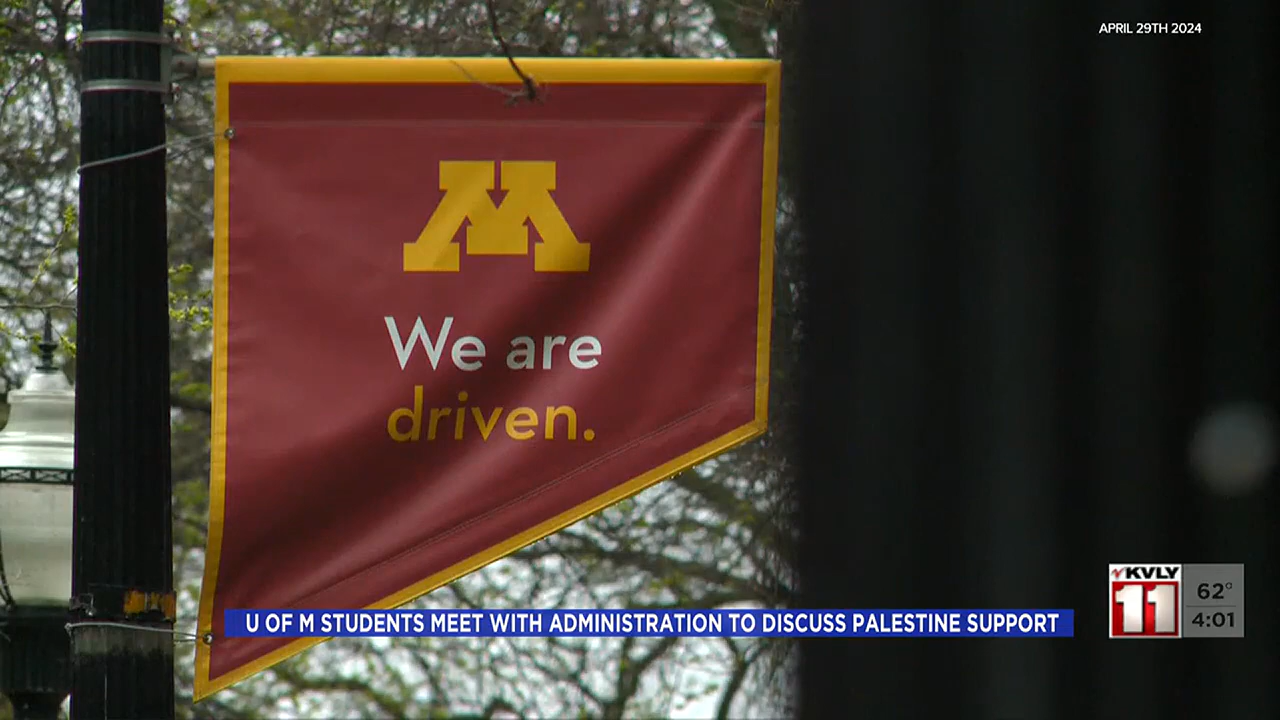 APRIL 29TH 2024
M
We are
driven.
U OF M STUDENTS MEET WITH ADMINISTRATION TO DISCUSS PALESTINE SUPPORT
KVLY
11
62°
4:01